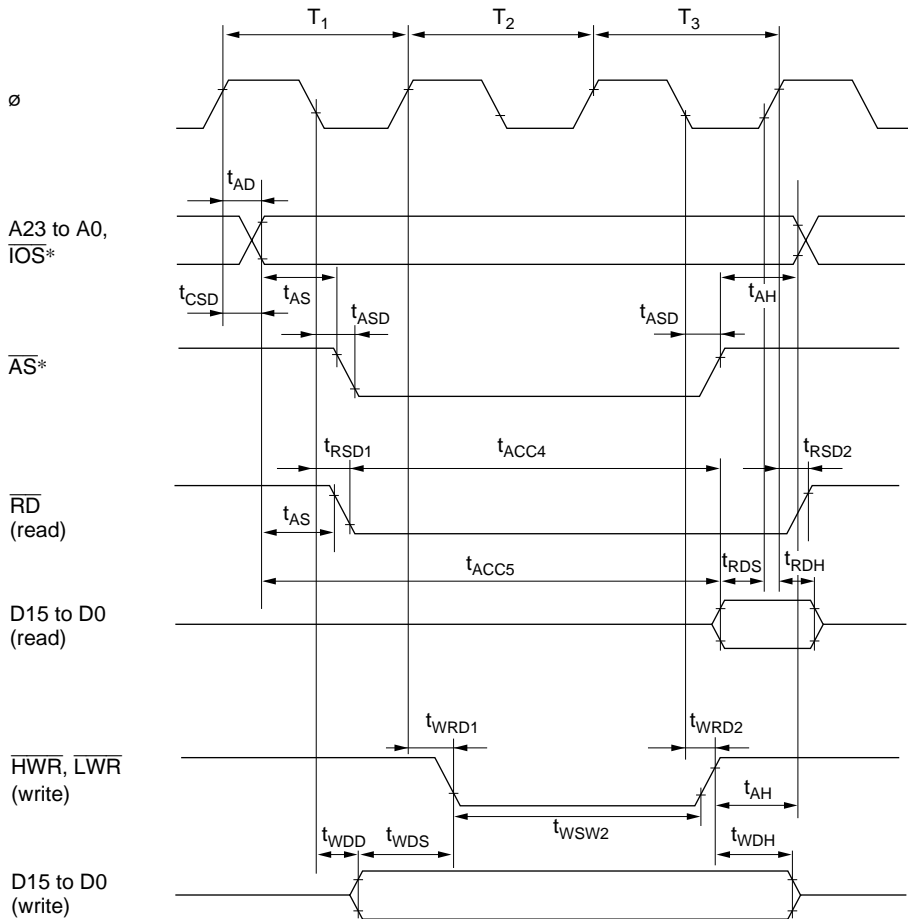 T1 T2 T3
ø
tAD
A23 to A0,
IOS*
tCSD tAS tAH
tASD tASD
AS*
tRSD1 tACC4 tRSD2
RD
(read)
tAS
tACC5 tRDS tRDH
D15 to D0
(read)
tWRD1 tWRD2
HWR, LWR
(write)
tAH
tWSW2
tWDD tWDS tWDH
D15 to D0
(write)